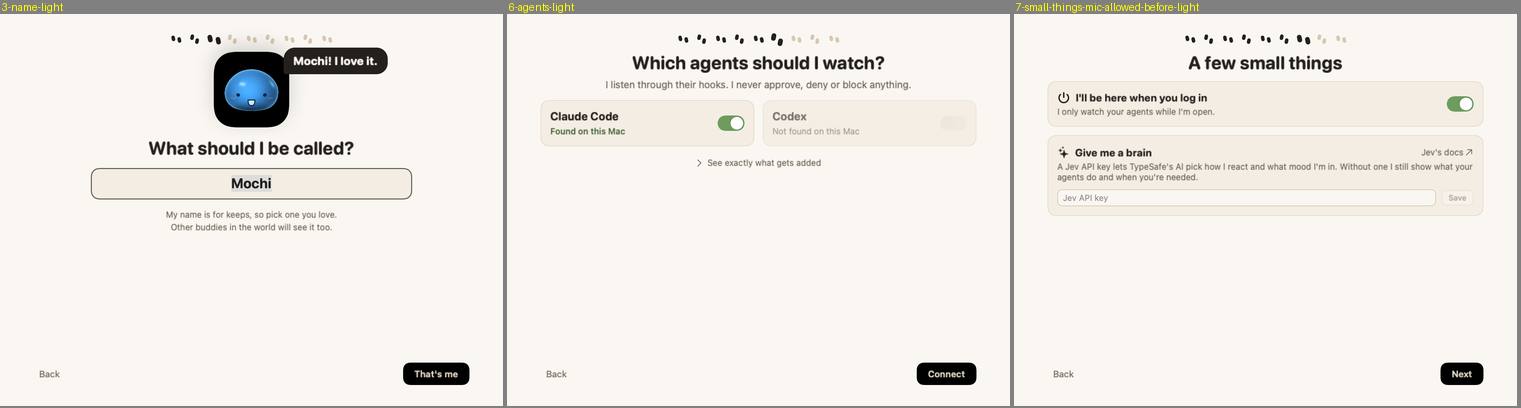 3-name-light
Mochi! I love it.
What should I be called?
Mochi
My name is for keeps, so pick one you love.
Other buddies in the world will see it too.
Back
That's me
6-agents-light
Which agents should I watch?
I listen through their hooks. I never approve, deny or block anything.
Claude Code
Found on this Mac
Codex
Not found on this Mac
See exactly what gets added
Back
Connect
7-small-things-mic-allowed-before-light
A few small things
I'll be here when you log in
I only watch your agents while I'm open.
Give me a brain
Jev's docs
A Jev API key lets TypeSafe's AI pick how I react and what mood I'm in. Without one I still show what your
agents do and when you're needed.
Jev API key
Save
Back
Next